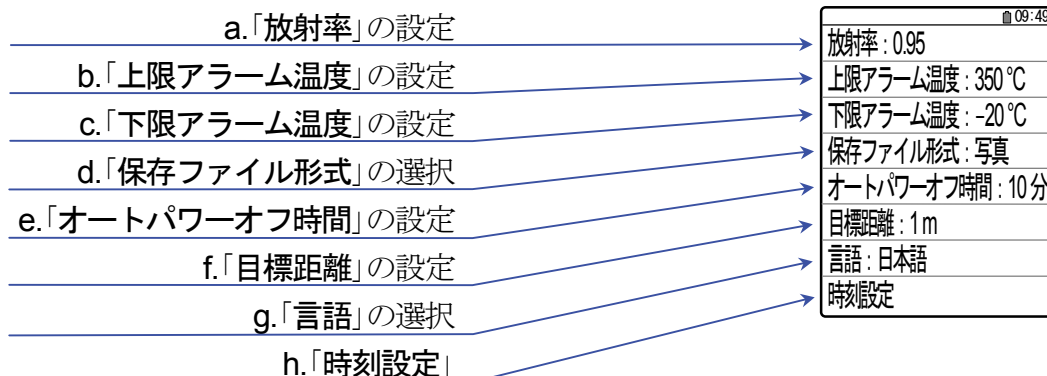 a.「放射率」の設定
b.「上限アラーム温度」の設定
c.「下限アラーム温度」の設定
d.「保存ファイル形式」の選択
e.「オートパワーオフ時間」の設定
f.「目標距離」の設定
g.「言語」の選択
h.「時刻設定」
09:49
放射率 : 0.95
上限アラーム温度 : 350 °C
下限アラーム温度 : -20 °C
保存ファイル形式 : 写真
オートパワーオフ時間 : 10 分
目標距離 : 1 m
言語 : 日本語
時刻設定